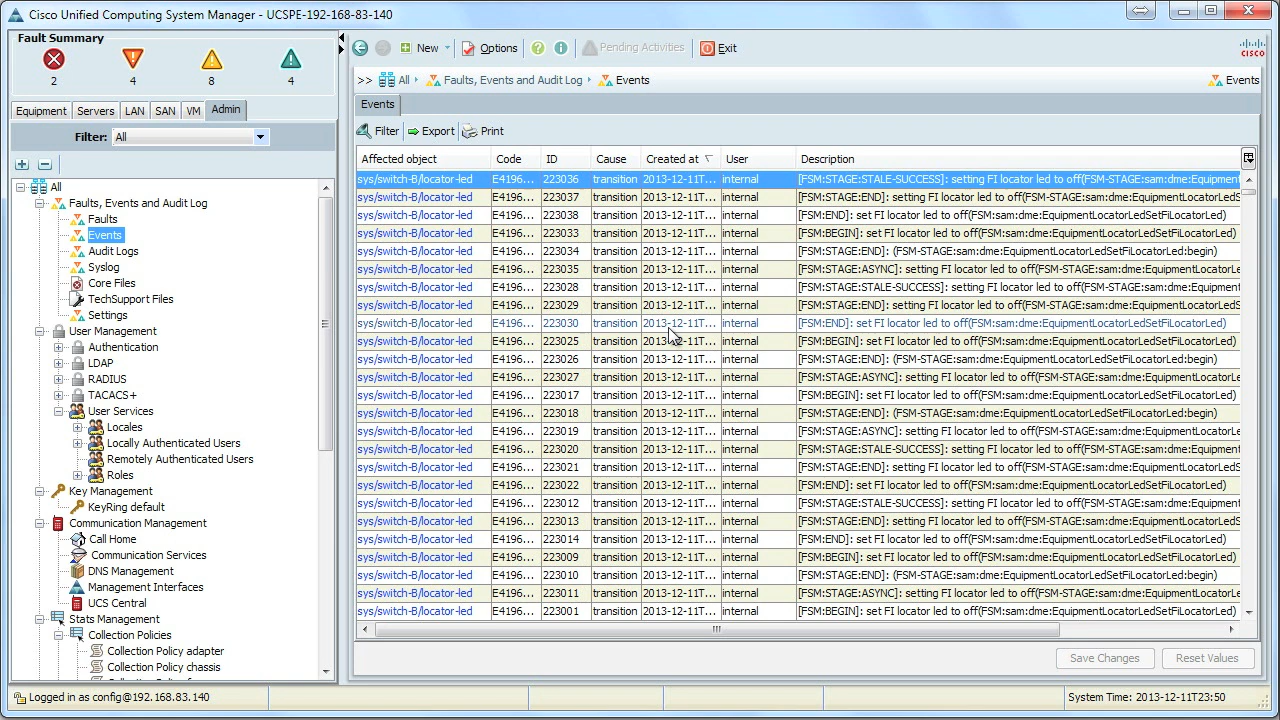 Cisco Unified Computing System Manager - UCSPE-192-168-83-140
Fault Summary
2 4 8 4
Equipment Servers LAN SAN VM Admin
Filter: All
All
Faults, Events and Audit Log
Faults
Events
Audit Logs
Syslog
Core Files
TechSupport Files
Settings
User Management
Authentication
LDAP
RADIUS
TACACS+
User Services
Locales
Locally Authenticated Users
Remotely Authenticated Users
Roles
Key Management
KeyRing default
Communication Management
Call Home
Communication Services
DNS Management
Management Interfaces
UCS Central
Stats Management
Collection Policies
Collection Policy adapter
Collection Policy chassis
New Options ? i Pending Activities Exit
CISCO
>> All Faults, Events and Audit Log Events Events
Events
Filter Export Print
Affected object Code ID Cause Created at User Description
sys/switch-B/locator-led E4196... 223036 transition 2013-12-11T... internal [FSM:STAGE:STALE-SUCCESS]: setting FI locator led to off(FSM-STAGE:sam:dme:Equipment
sys/switch-B/locator-led E4196... 223037 transition 2013-12-11T... internal [FSM:STAGE:END]: setting FI locator led to off(FSM-STAGE:sam:dme:EquipmentLocatorLedS
sys/switch-B/locator-led E4196... 223038 transition 2013-12-11T... internal [FSM:END]: set FI locator led to off(FSM:sam:dme:EquipmentLocatorLedSetFiLocatorLed)
sys/switch-B/locator-led E4196... 223033 transition 2013-12-11T... internal [FSM:BEGIN]: set FI locator led to off(FSM:sam:dme:EquipmentLocatorLedSetFiLocatorLed)
sys/switch-B/locator-led E4196... 223034 transition 2013-12-11T... internal [FSM:STAGE:END]: (FSM-STAGE:sam:dme:EquipmentLocatorLedSetFiLocatorLed:begin)
sys/switch-B/locator-led E4196... 223035 transition 2013-12-11T... internal [FSM:STAGE:ASYNC]: setting FI locator led to off(FSM-STAGE:sam:dme:EquipmentLocatorLe
sys/switch-B/locator-led E4196... 223028 transition 2013-12-11T... internal [FSM:STAGE:STALE-SUCCESS]: setting FI locator led to off(FSM-STAGE:sam:dme:Equipment
sys/switch-B/locator-led E4196... 223029 transition 2013-12-11T... internal [FSM:STAGE:END]: setting FI locator led to off(FSM-STAGE:sam:dme:EquipmentLocatorLedS
sys/switch-B/locator-led E4196... 223030 transition 2013-12-11T... internal [FSM:END]: set FI locator led to off(FSM:sam:dme:EquipmentLocatorLedSetFiLocatorLed)
sys/switch-B/locator-led E4196... 223025 transition 2013-12-11T... internal [FSM:BEGIN]: set FI locator led to off(FSM:sam:dme:EquipmentLocatorLedSetFiLocatorLed)
sys/switch-B/locator-led E4196... 223026 transition 2013-12-11T... internal [FSM:STAGE:END]: (FSM-STAGE:sam:dme:EquipmentLocatorLedSetFiLocatorLed:begin)
sys/switch-B/locator-led E4196... 223027 transition 2013-12-11T... internal [FSM:STAGE:ASYNC]: setting FI locator led to off(FSM-STAGE:sam:dme:EquipmentLocatorLe
sys/switch-B/locator-led E4196... 223017 transition 2013-12-11T... internal [FSM:BEGIN]: set FI locator led to off(FSM:sam:dme:EquipmentLocatorLedSetFiLocatorLed)
sys/switch-B/locator-led E4196... 223018 transition 2013-12-11T... internal [FSM:STAGE:END]: (FSM-STAGE:sam:dme:EquipmentLocatorLedSetFiLocatorLed:begin)
sys/switch-B/locator-led E4196... 223019 transition 2013-12-11T... internal [FSM:STAGE:ASYNC]: setting FI locator led to off(FSM-STAGE:sam:dme:EquipmentLocatorLe
sys/switch-B/locator-led E4196... 223020 transition 2013-12-11T... internal [FSM:STAGE:STALE-SUCCESS]: setting FI locator led to off(FSM-STAGE:sam:dme:Equipment
sys/switch-B/locator-led E4196... 223021 transition 2013-12-11T... internal [FSM:STAGE:END]: setting FI locator led to off(FSM-STAGE:sam:dme:EquipmentLocatorLedS
sys/switch-B/locator-led E4196... 223022 transition 2013-12-11T... internal [FSM:END]: set FI locator led to off(FSM:sam:dme:EquipmentLocatorLedSetFiLocatorLed)
sys/switch-B/locator-led E4196... 223012 transition 2013-12-11T... internal [FSM:STAGE:STALE-SUCCESS]: setting FI locator led to off(FSM-STAGE:sam:dme:Equipment
sys/switch-B/locator-led E4196... 223013 transition 2013-12-11T... internal [FSM:STAGE:END]: setting FI locator led to off(FSM-STAGE:sam:dme:EquipmentLocatorLedS
sys/switch-B/locator-led E4196... 223014 transition 2013-12-11T... internal [FSM:END]: set FI locator led to off(FSM:sam:dme:EquipmentLocatorLedSetFiLocatorLed)
sys/switch-B/locator-led E4196... 223009 transition 2013-12-11T... internal [FSM:BEGIN]: set FI locator led to off(FSM:sam:dme:EquipmentLocatorLedSetFiLocatorLed)
sys/switch-B/locator-led E4196... 223010 transition 2013-12-11T... internal [FSM:STAGE:END]: (FSM-STAGE:sam:dme:EquipmentLocatorLedSetFiLocatorLed:begin)
sys/switch-B/locator-led E4196... 223011 transition 2013-12-11T... internal [FSM:STAGE:ASYNC]: setting FI locator led to off(FSM-STAGE:sam:dme:EquipmentLocatorLe
sys/switch-B/locator-led E4196... 223001 transition 2013-12-11T... internal [FSM:BEGIN]: set FI locator led to off(FSM:sam:dme:EquipmentLocatorLedSetFiLocatorLed)
Save Changes Reset Values
Logged in as config@192.168.83.140 System Time: 2013-12-11T23:50